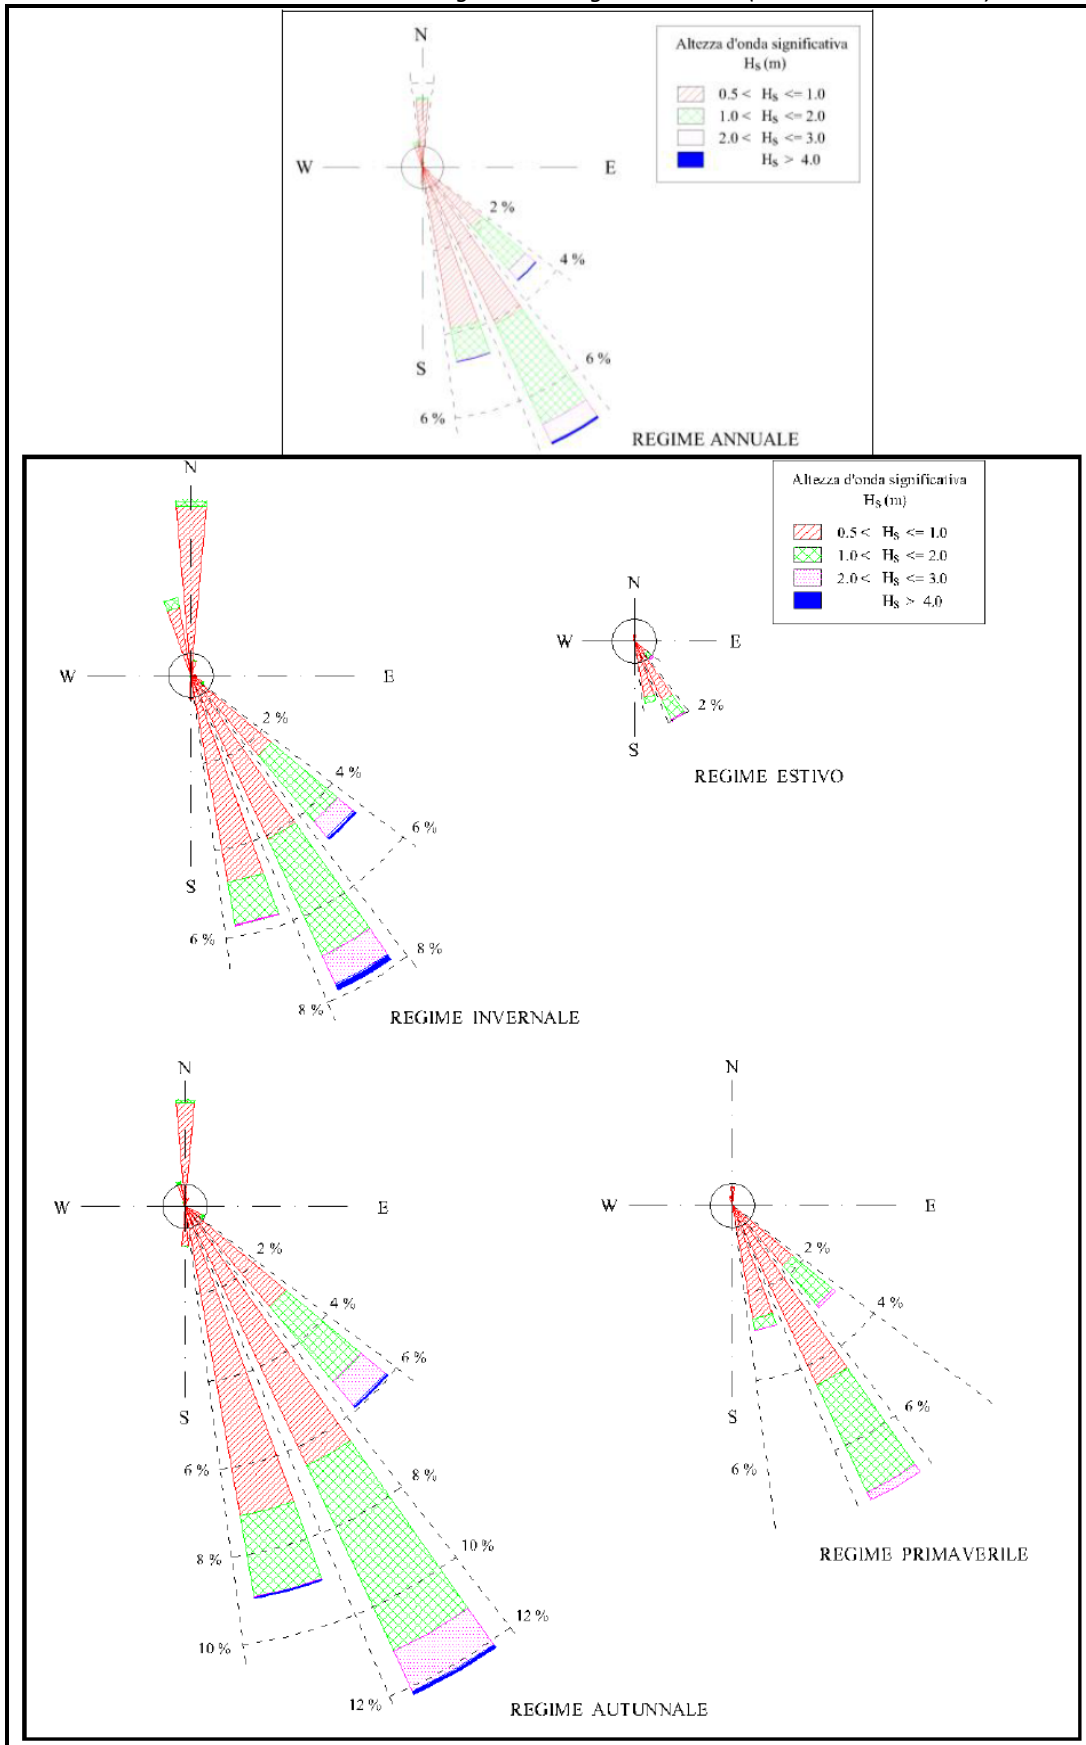 N
Altezza d'onda significativa
Hs (m)
0.5 < Hs <= 1.0
1.0 < Hs <= 2.0
2.0 < Hs <= 3.0
Hs > 4.0
W
E
2 %
4 %
S
6 %
6 %
REGIME ANNUALE
N
Altezza d'onda significativa
Hs (m)
0.5 < Hs <= 1.0
1.0 < Hs <= 2.0
2.0 < Hs <= 3.0
Hs > 4.0
W
E
2 %
4 %
6 %
S
6 %
8 %
8 %
REGIME INVERNALE
N
W
E
2 %
S
REGIME ESTIVO
N
W
E
2 %
4 %
6 %
S
6 %
8 %
8 %
10 %
10 %
12 %
12 %
REGIME AUTUNNALE
N
W
E
2 %
4 %
S
6 %
6 %
REGIME PRIMAVERILE